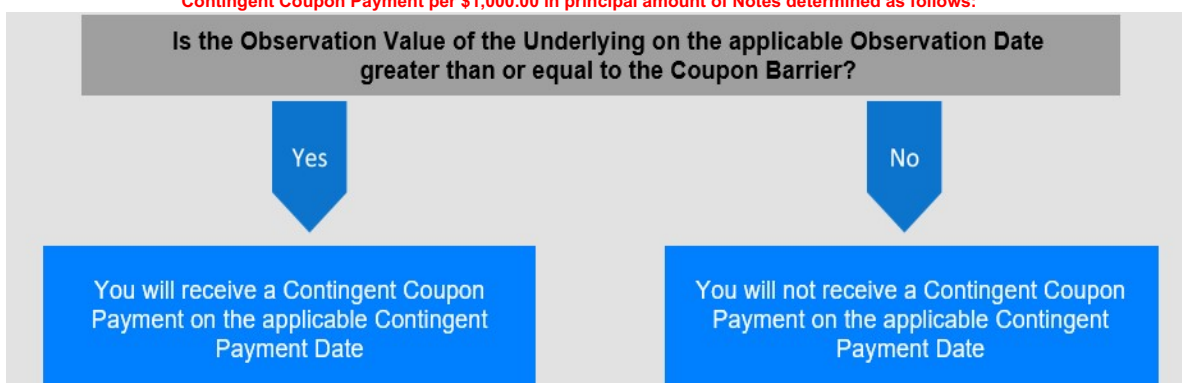 Contingent Coupon Payment per $1,000.00 in principal amount of Notes determined as follows:
Is the Observation Value of the Underlying on the applicable Observation Date
greater than or equal to the Coupon Barrier?
Yes
No
You will receive a Contingent Coupon
Payment on the applicable Contingent
Payment Date
You will not receive a Contingent Coupon
Payment on the applicable Contingent
Payment Date